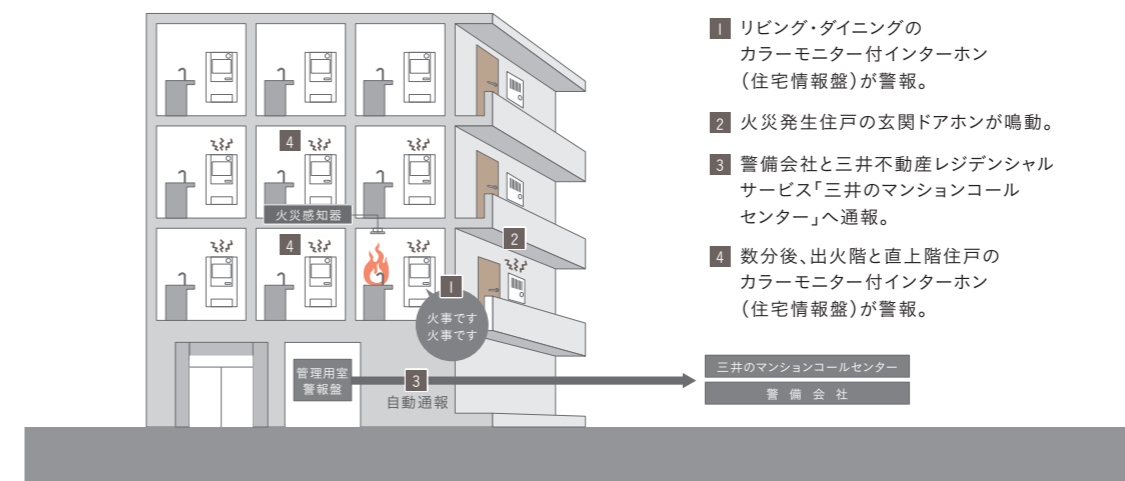 1 リビング・ダイニングの
カラーモニター付インターホン
(住宅情報盤)が警報。
2 火災発生住戸の玄関ドアホンが鳴動。
3 警備会社と三井不動産レジデンシャル
サービス「三井のマンションコール
センター」へ通報。
4 数分後、出火階と直上階住戸の
カラーモニター付インターホン
(住宅情報盤)が警報。
4
火災感知器
4
2
1
火事です
火事です
管理用室
警報盤
3
自動通報
三井のマンションコールセンター
警備会社